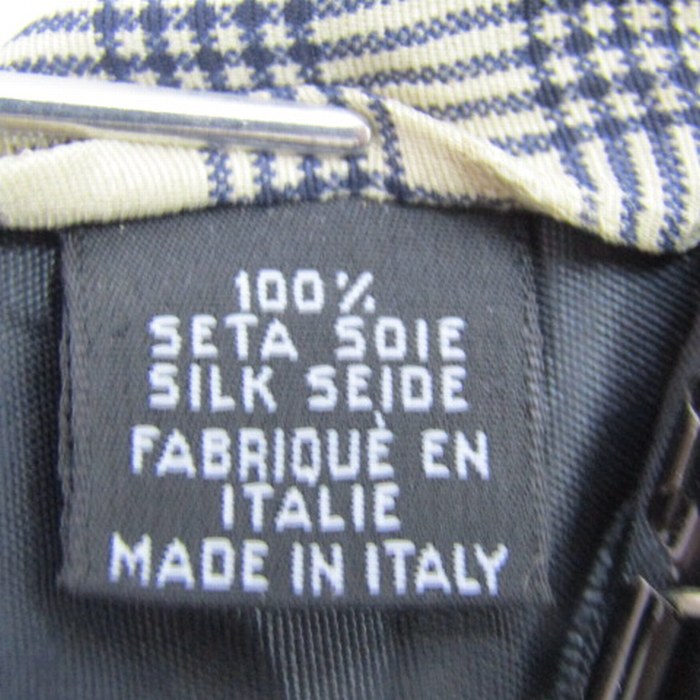 100%
SETA SOIE
SILK SEIDE
FABRIQUÈ EN
ITALIE
MADE IN ITALY